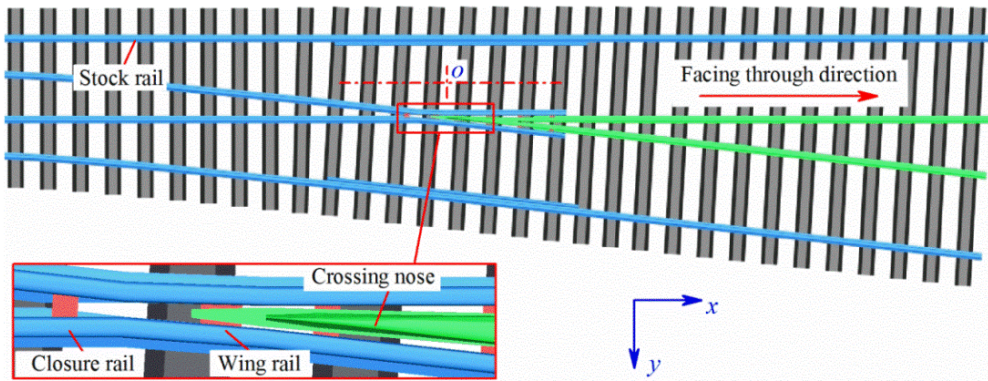 Stock rail
o
Facing through direction
Crossing nose
Closure rail
Wing rail
x
y